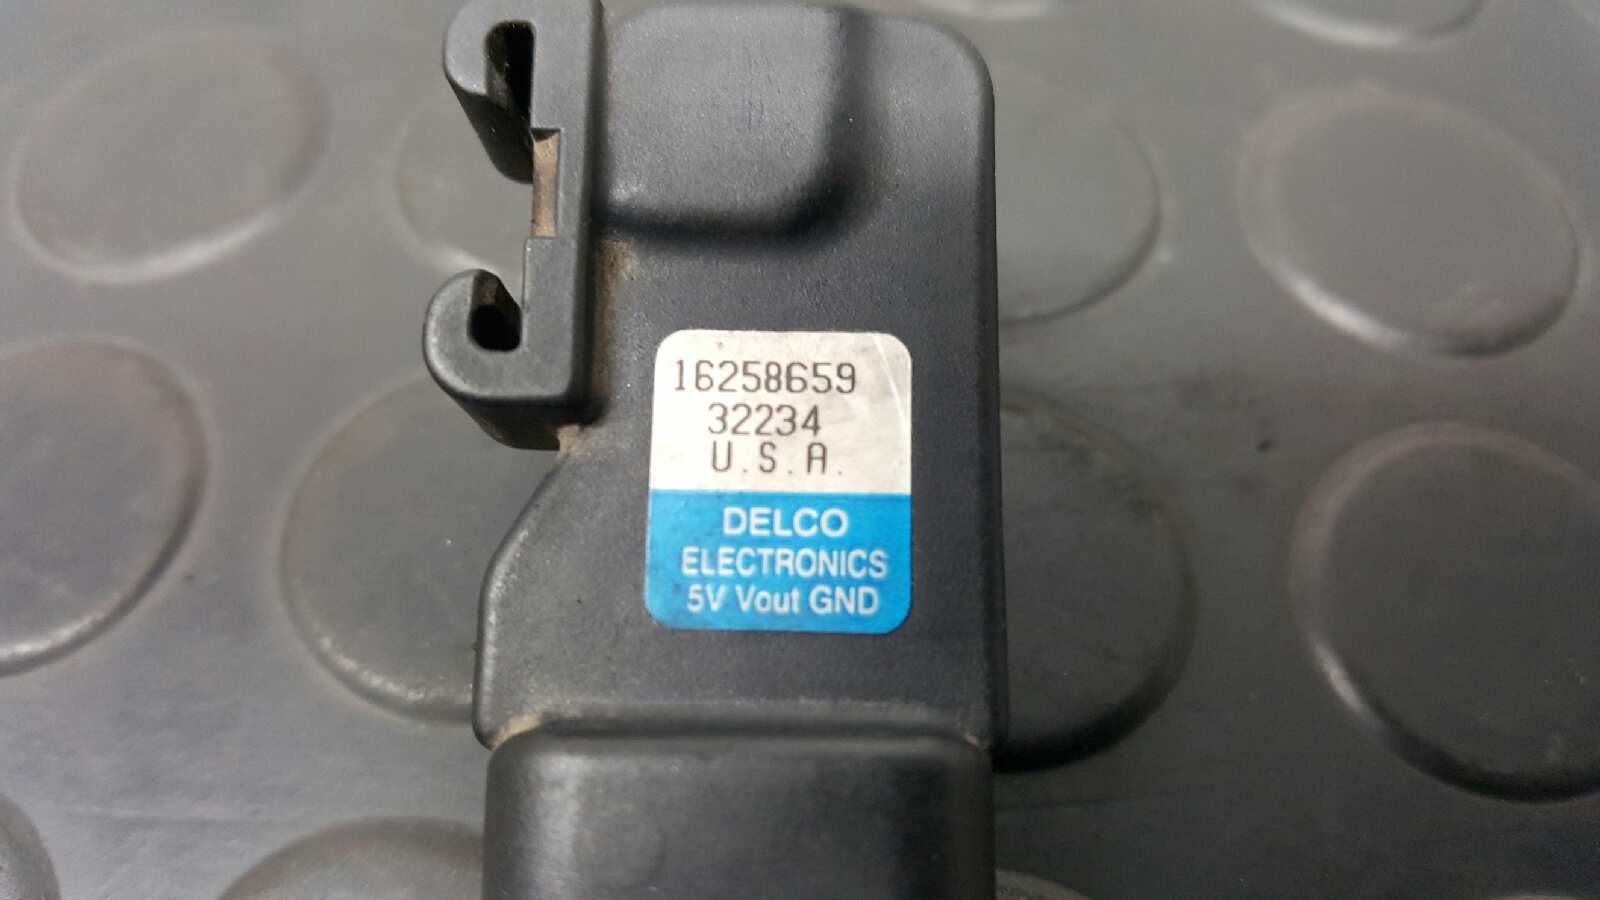 16258659
32234
U.S.A.
DELCO
ELECTRONICS
5V Vout GND